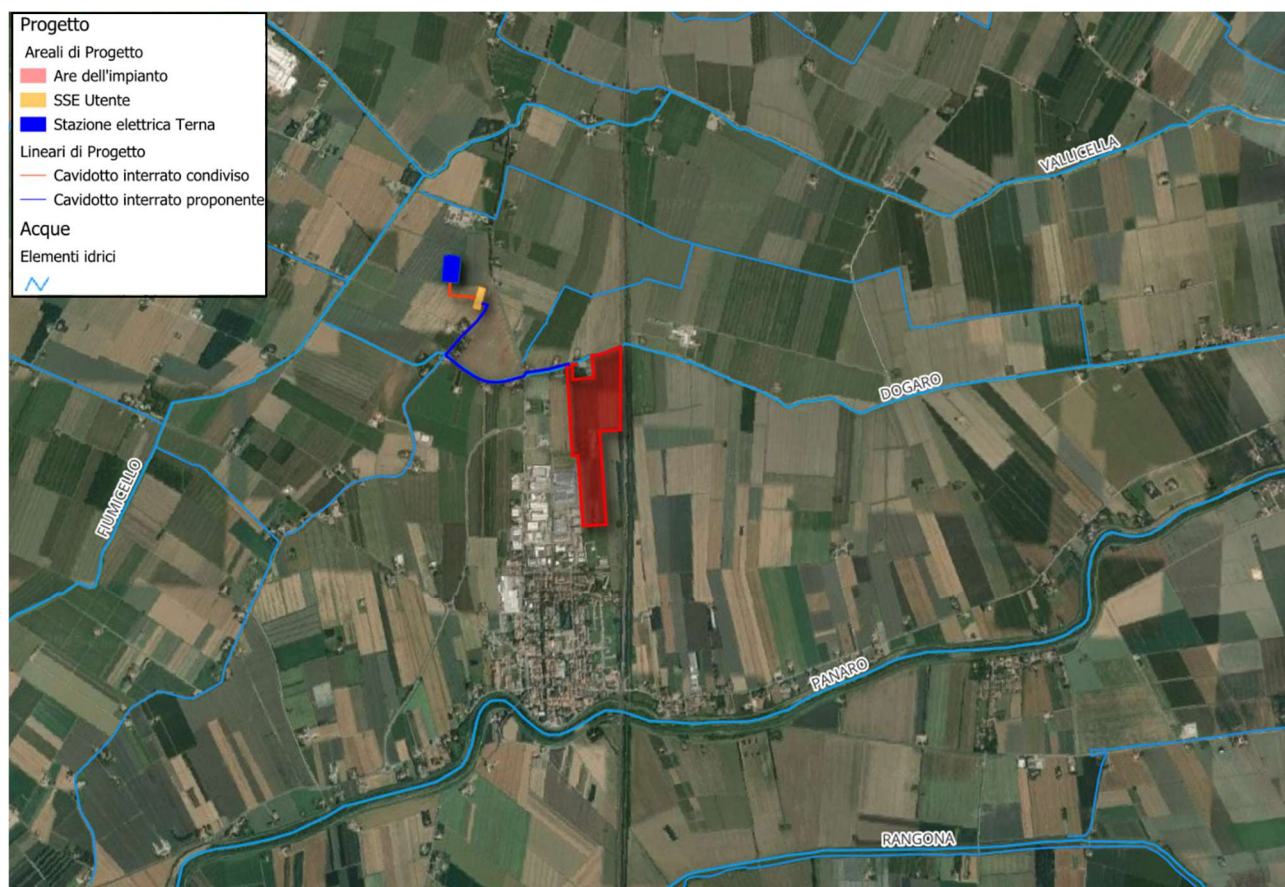 Progetto
Areali di Progetto
Are dell'impianto
SSE Utente
Stazione elettrica Terna
Lineari di Progetto
Cavidotto interrato condiviso
Cavidotto interrato proponente
Acque
Elementi idrici
VALLICELLA
DOGARO
FIUMICELLO
PANARO
RANGONA